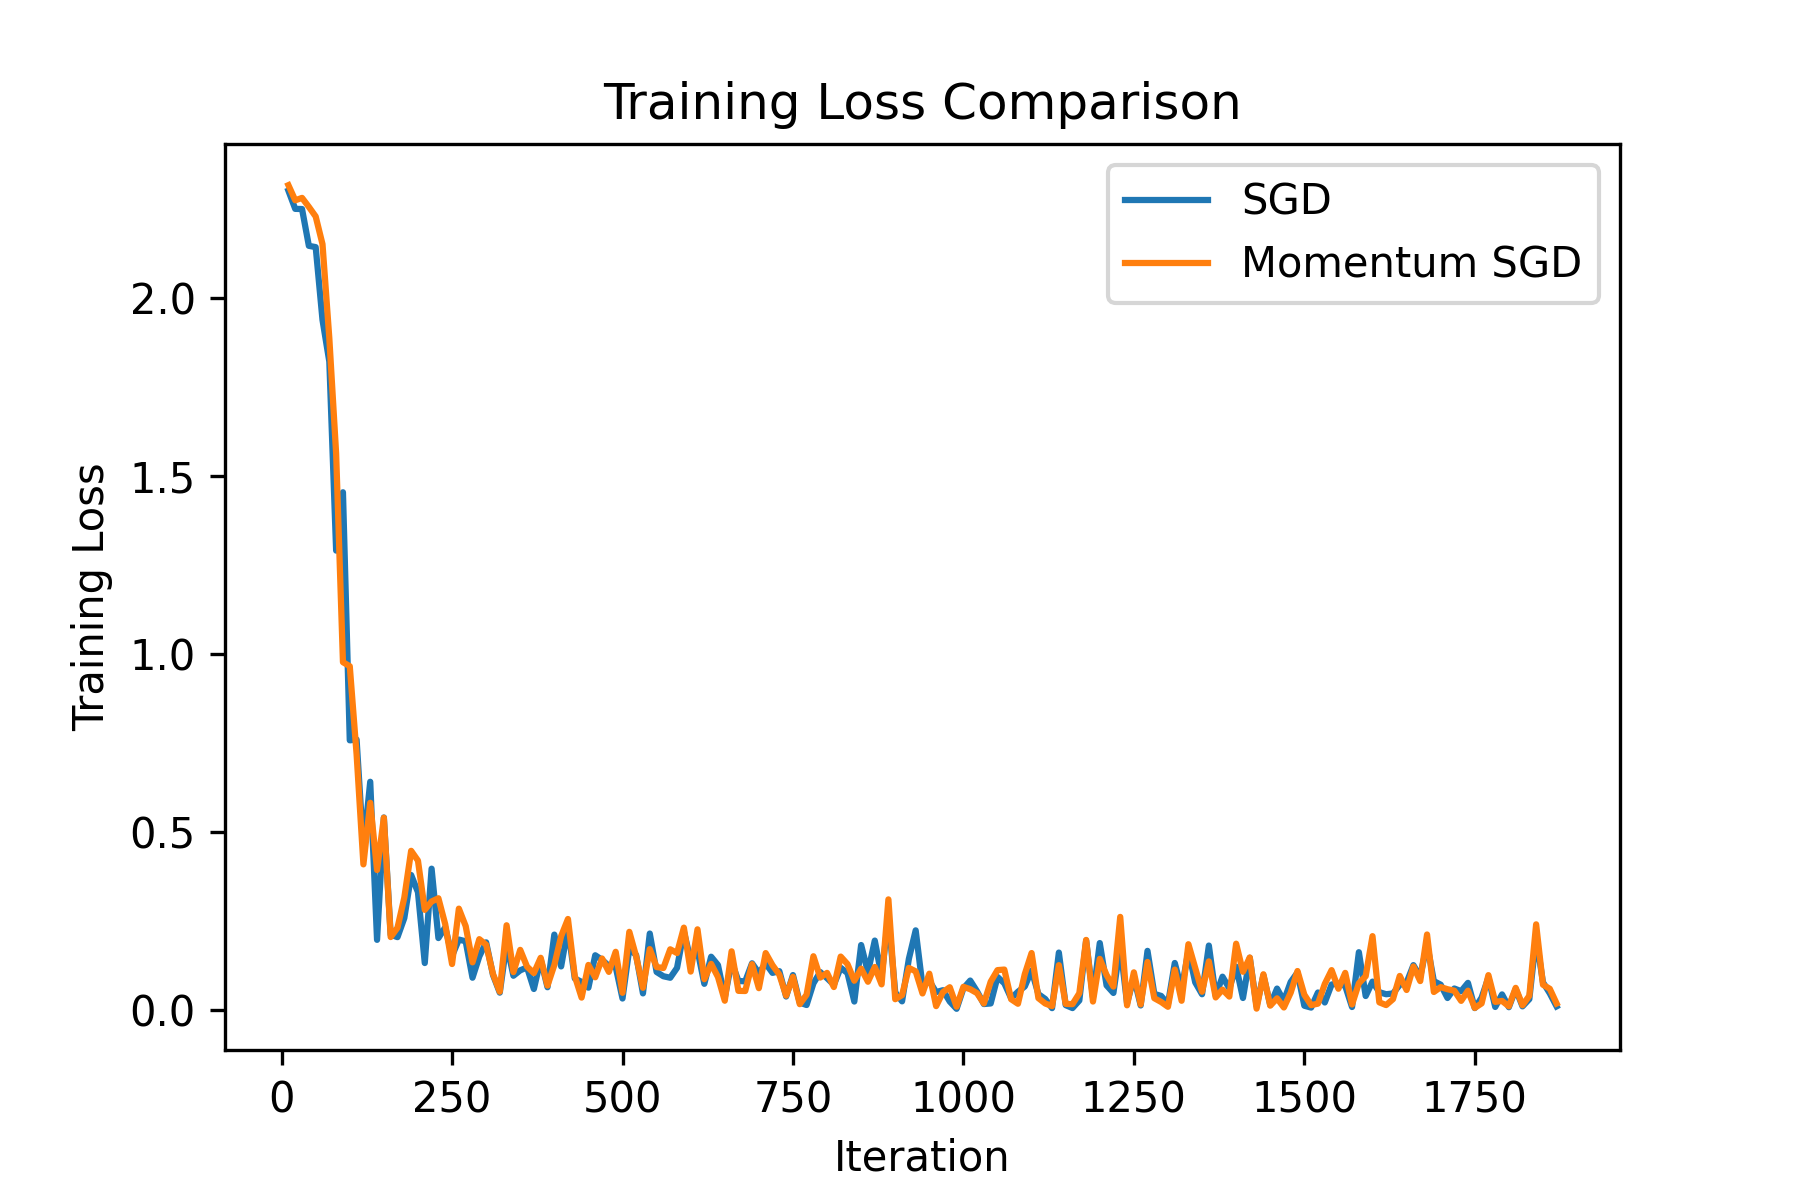 Training Loss Comparison
SGD
Momentum SGD
Training Loss
2.0
1.5
1.0
0.5
0.0
0 250 500 750 1000 1250 1500 1750
Iteration